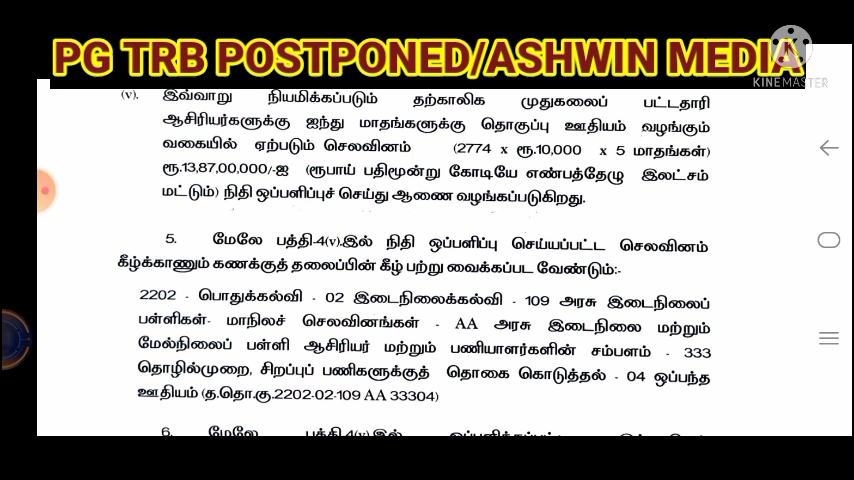 PG TRB POSTPONED/ASHWIN MEDIA
KINEMASTER
(v). இவ்வாறு நியமிக்கப்படும் தற்காலிக முதுகலைப் பட்டதாரி
ஆசிரியர்களுக்கு ஐந்து மாதங்களுக்கு தொகுப்பு ஊதியம் வழங்கும்
வகையில் ஏற்படும் செலவினம் (2774 x ரூ.10,000 x 5 மாதங்கள்)
ரூ.13,87,00,000/-ஐ (ரூபாய் பதிமூன்று கோடியே எண்பத்தேழு இலட்சம்
மட்டும்) நிதி ஒப்பளிப்புச் செய்து ஆணை வழங்கப்படுகிறது.
5. மேலே பத்தி-4(v).இல் நிதி ஒப்பளிப்பு செய்யப்பட்ட செலவினம்
கீழ்க்காணும் கணக்குத் தலைப்பின் கீழ் பற்று வைக்கப்பட வேண்டும்:-
2202 - பொதுக்கல்வி - 02 இடைநிலைக்கல்வி - 109 அரசு இடைநிலைப்
பள்ளிகள்- மாநிலச் செலவினங்கள் - AA அரசு இடைநிலை மற்றும்
மேல்நிலைப் பள்ளி ஆசிரியர் மற்றும் பணியாளர்களின் சம்பளம் - 333
தொழில்முறை, சிறப்புப் பணிகளுக்குத் தொகை கொடுத்தல் - 04 ஒப்பந்த
ஊதியம் (த.தொ.கு.2202-02-109 AA 33304)
6. மேலே பத்தி-4(v).இல்